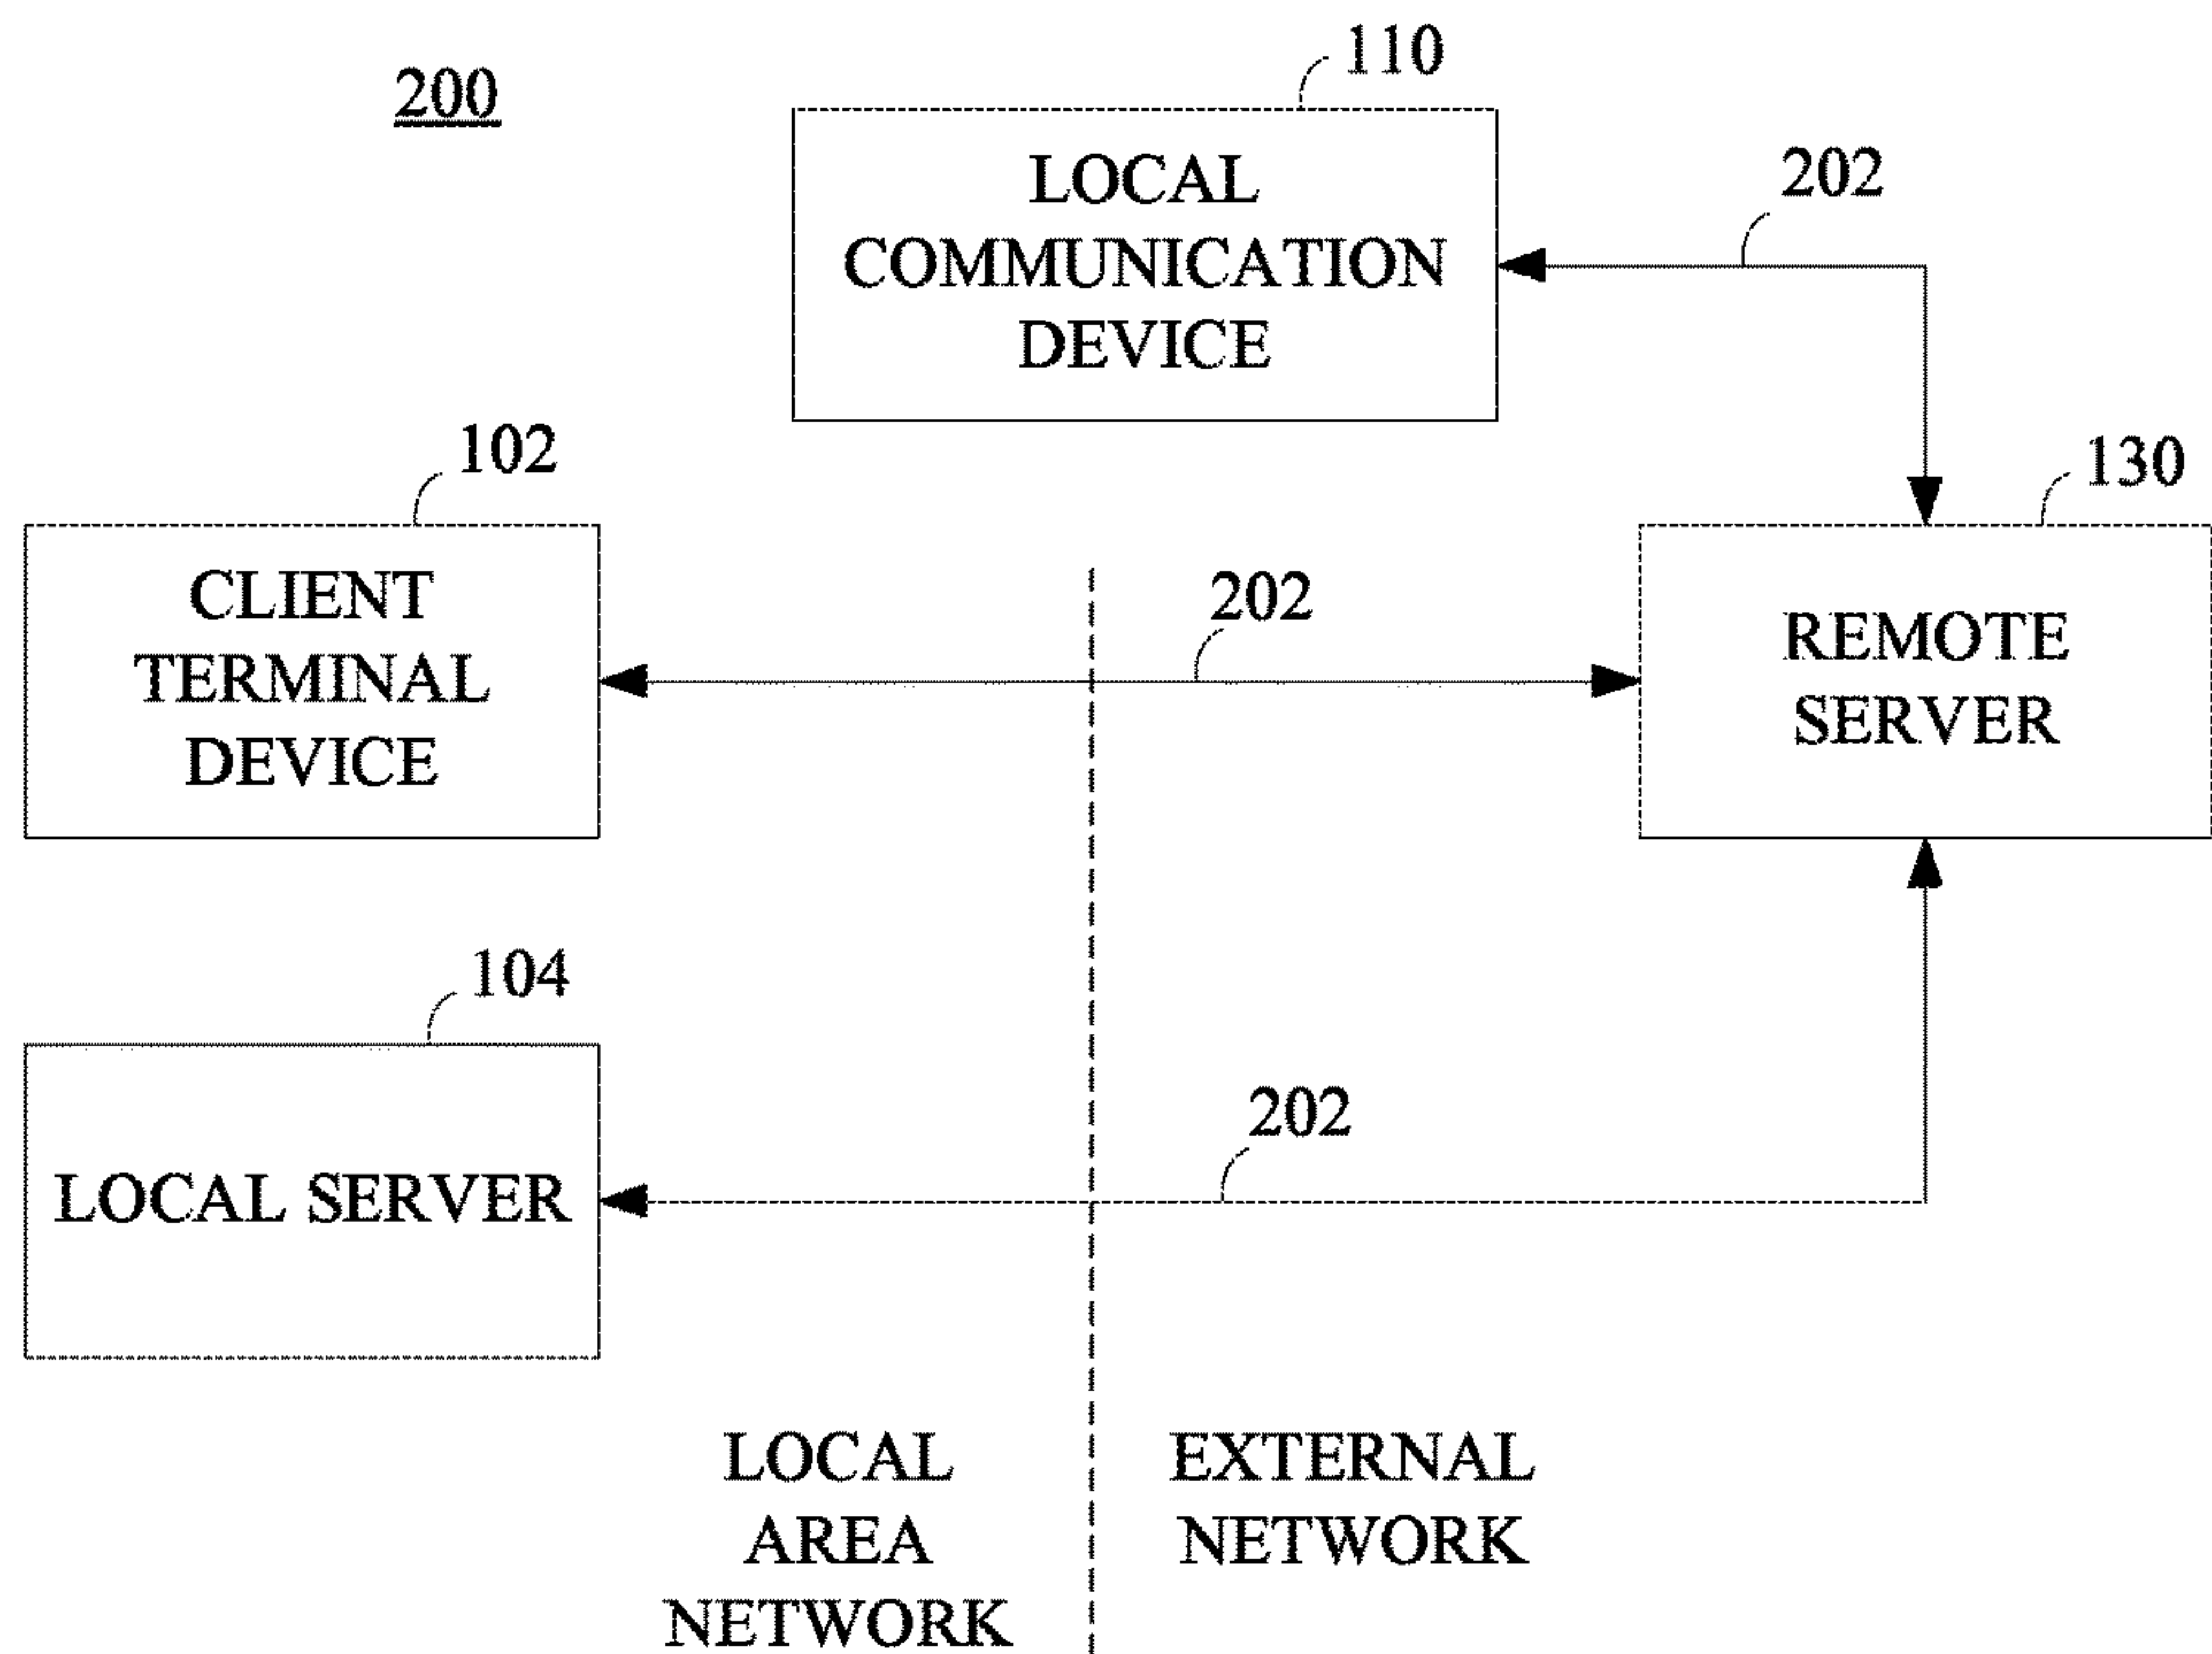 200
110
LOCAL
COMMUNICATION
DEVICE
202
102
CLIENT
TERMINAL
DEVICE
202
130
REMOTE
SERVER
104
LOCAL SERVER
202
LOCAL
AREA
NETWORK
EXTERNAL
NETWORK